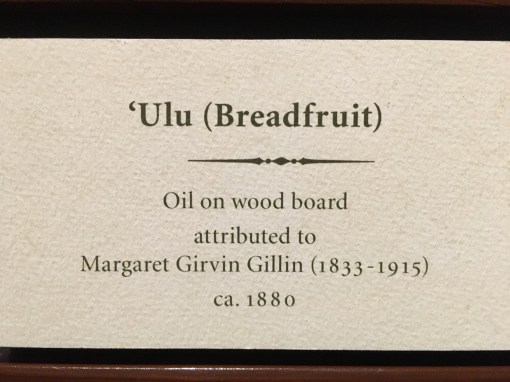 ‘Ulu (Breadfruit)
Oil on wood board
attributed to
Margaret Girvin Gillin (1833-1915)
ca. 1880